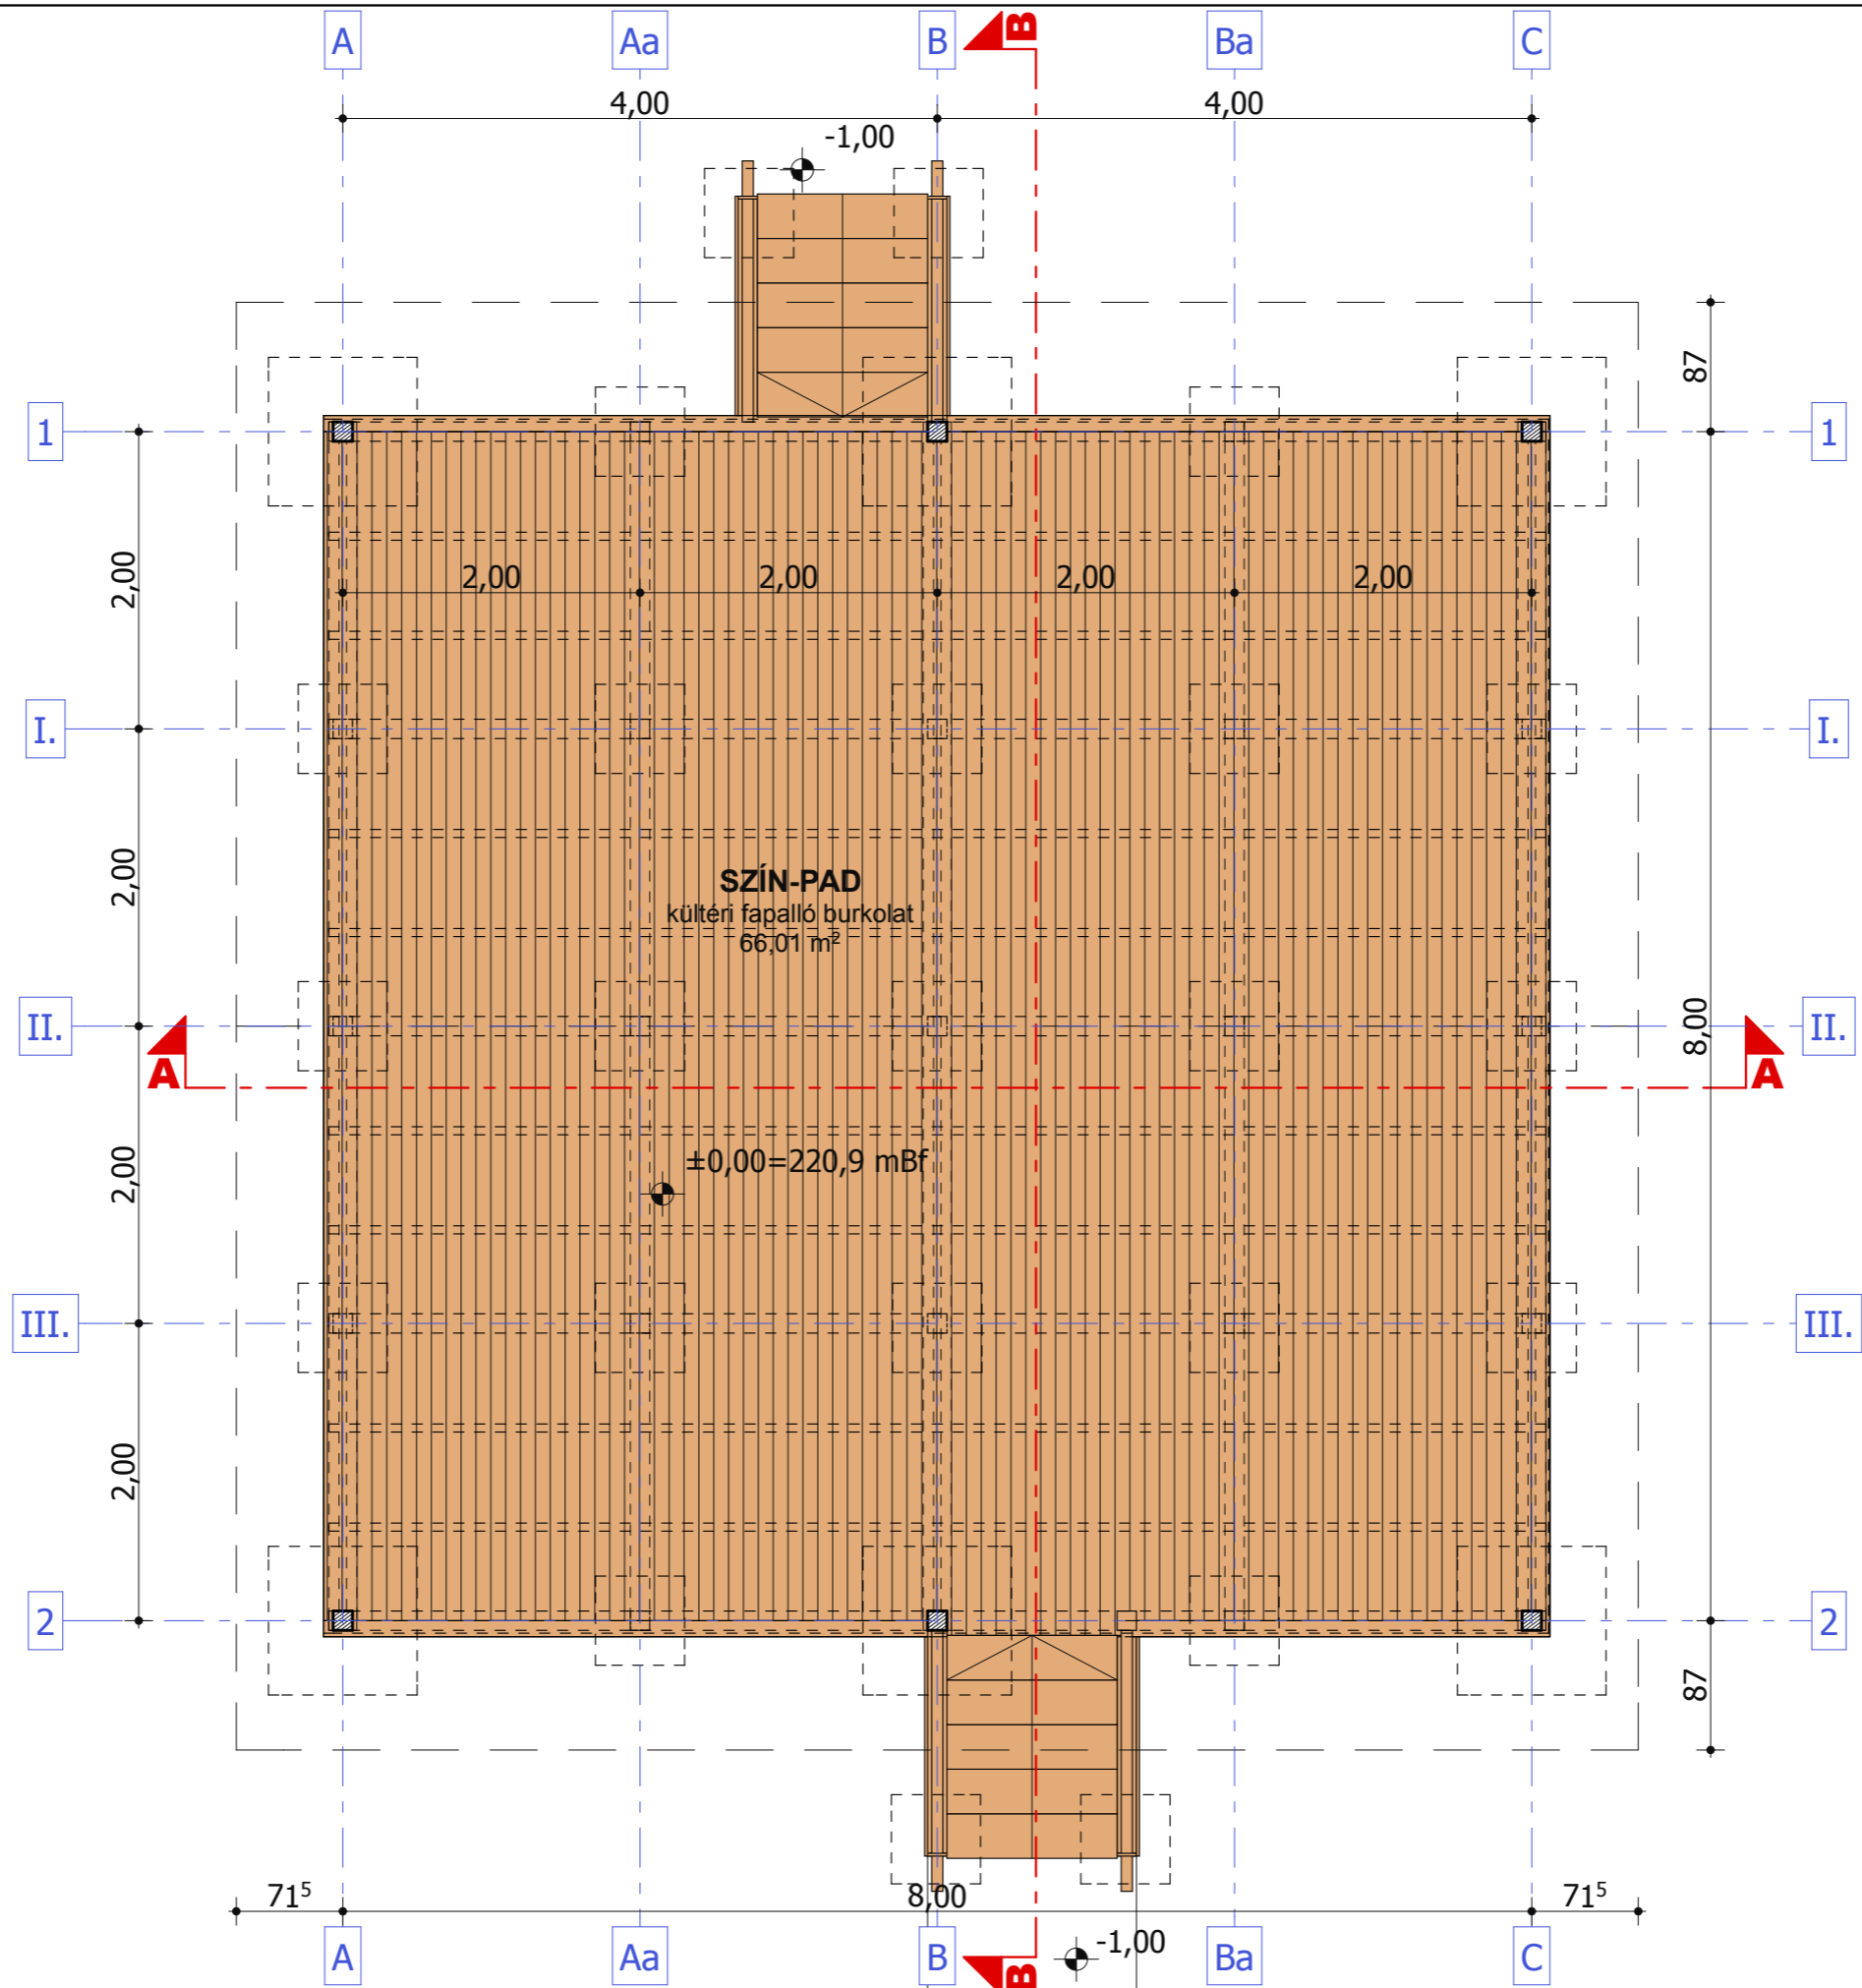 A Aa B B Ba C
4,00 4,00
-1,00
87
1 1
2,00
2,00 2,00 2,00 2,00
I. I.
2,00
SZÍN-PAD
kültéri fapalló burkolat
66,01 m²
II. 8,00 II.
A A
2,00
±0,00=220,9 mBf
III. III.
2,00
2 2
87
71⁵ 8,00 71⁵
-1,00
A Aa B B Ba C